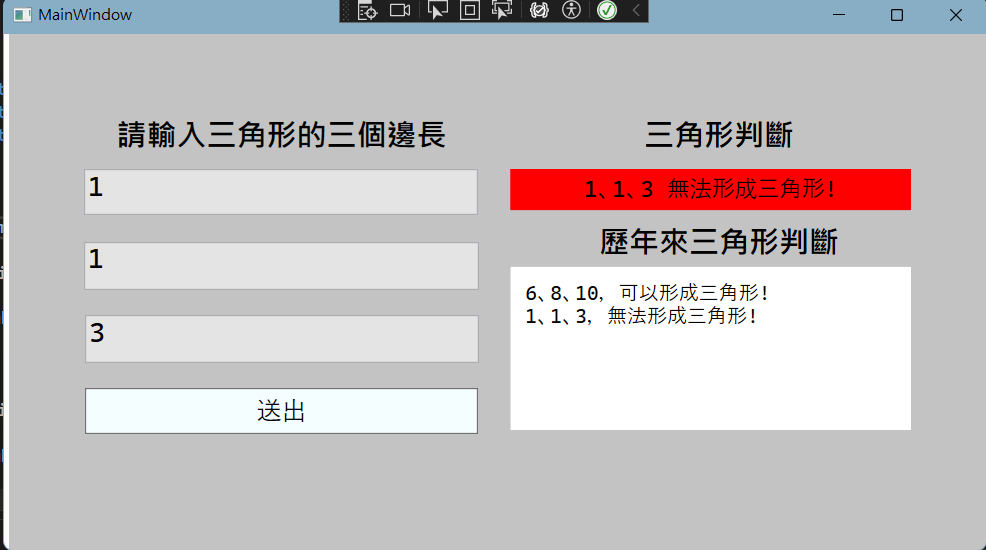 MainWindow
請輸入三角形的三個邊長
1
1
3
送出
三角形判斷
1、1、3 無法形成三角形!
歷年來三角形判斷
6、8、10, 可以形成三角形!
1、1、3, 無法形成三角形!